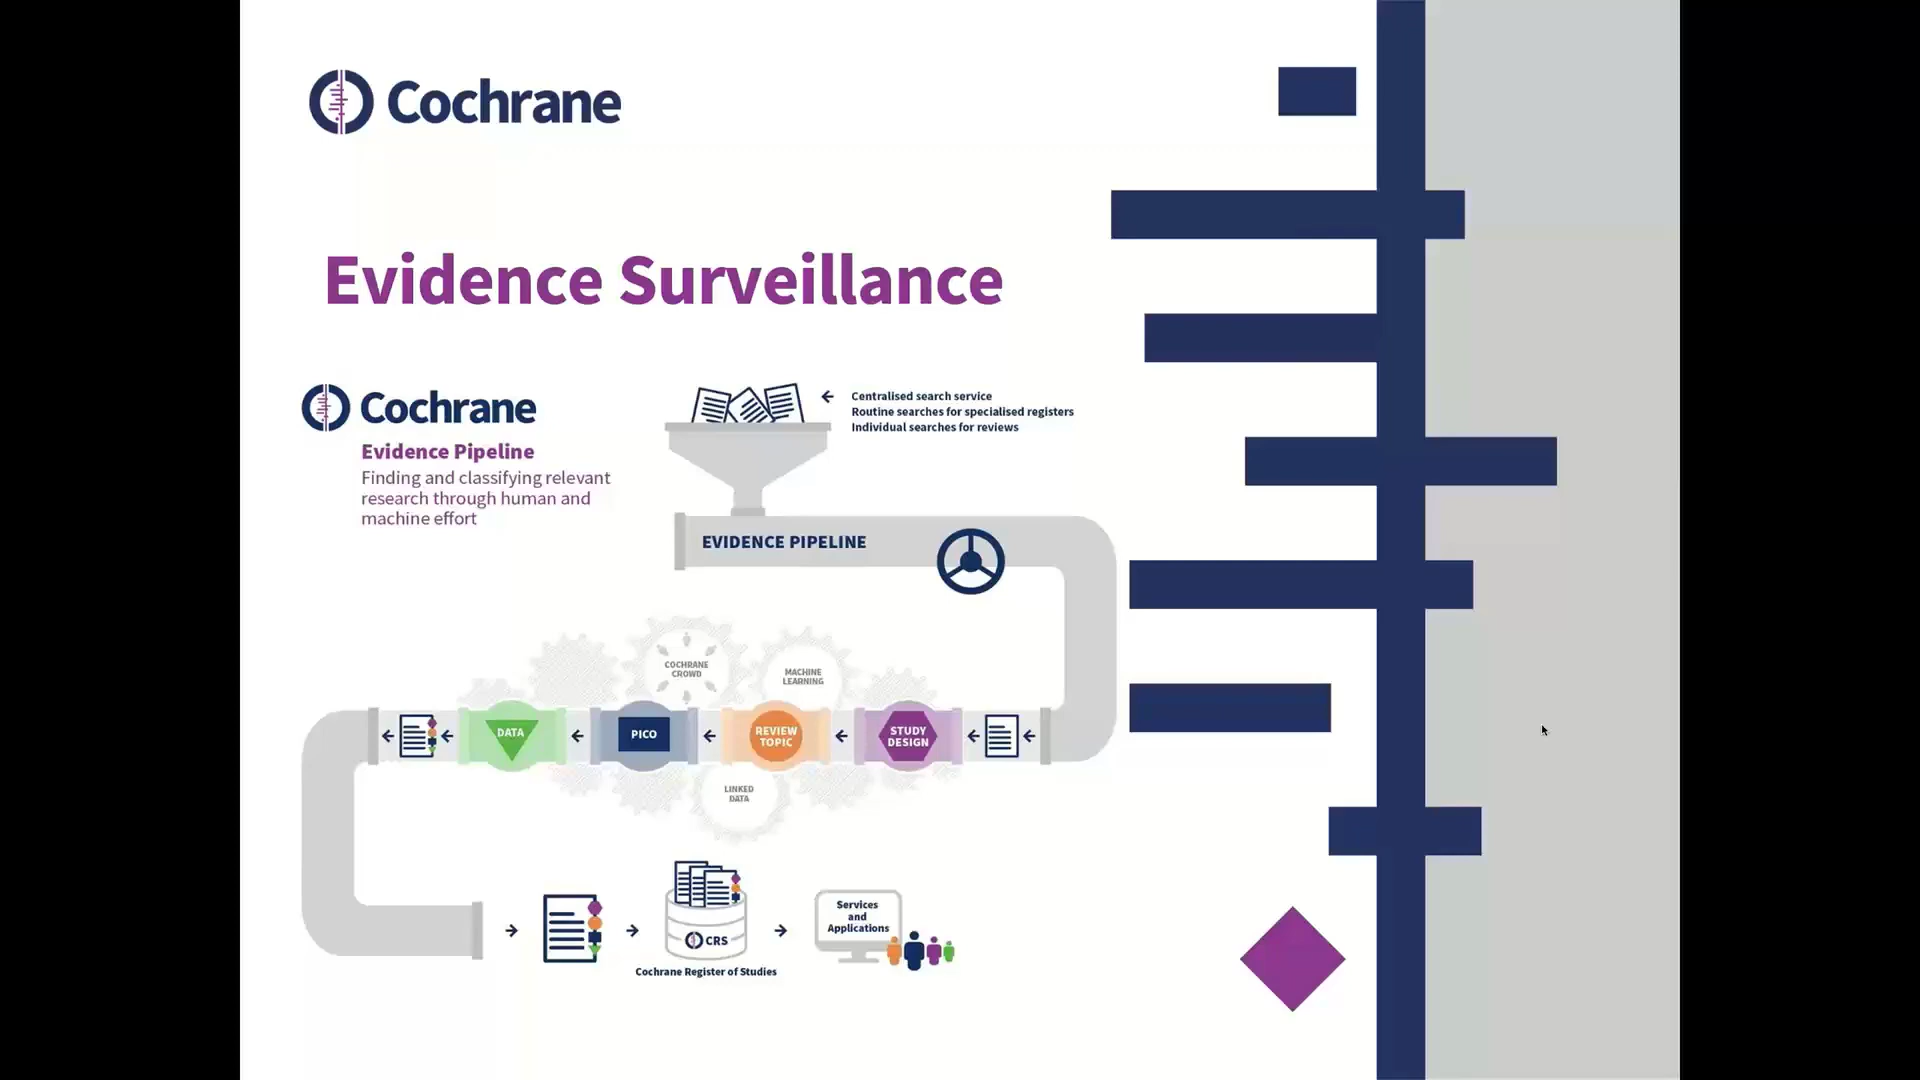 Cochrane
Evidence Surveillance
Cochrane
Evidence Pipeline
Finding and classifying relevant
research through human and
machine effort
Centralised search service
Routine searches for specialised registers
Individual searches for reviews
EVIDENCE PIPELINE
COCHRANE
CROWD
MACHINE
LEARNING
DATA
PICO
REVIEW
TOPIC
STUDY
DESIGN
LINKED
DATA
CRS
Cochrane Register of Studies
Services
and
Applications